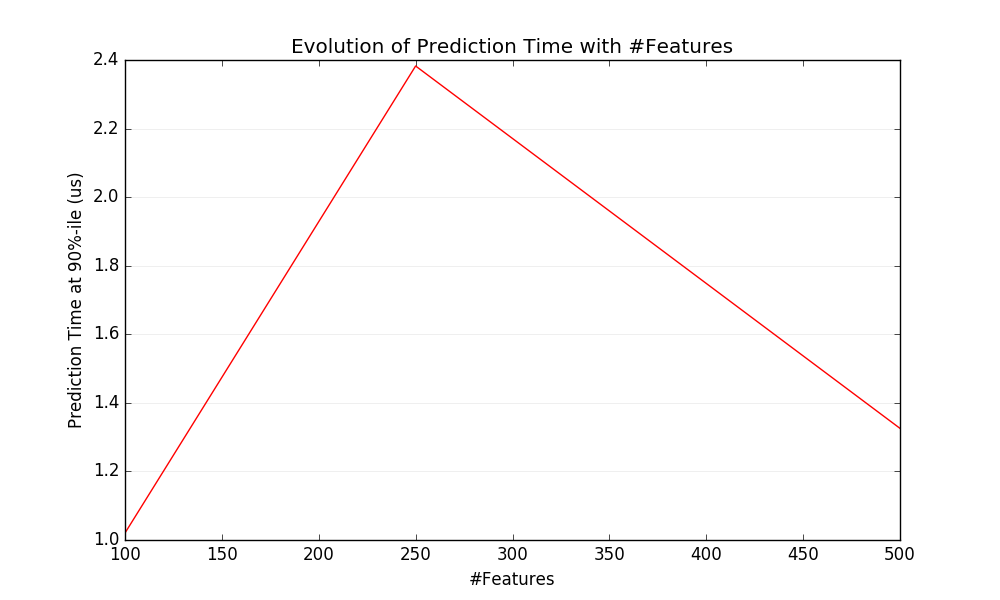 Evolution of Prediction Time with #Features
2.4
2.2
2.0
1.8
1.6
1.4
1.2
1.0
Prediction Time at 90%-ile (us)
100 150 200 250 300 350 400 450 500
#Features